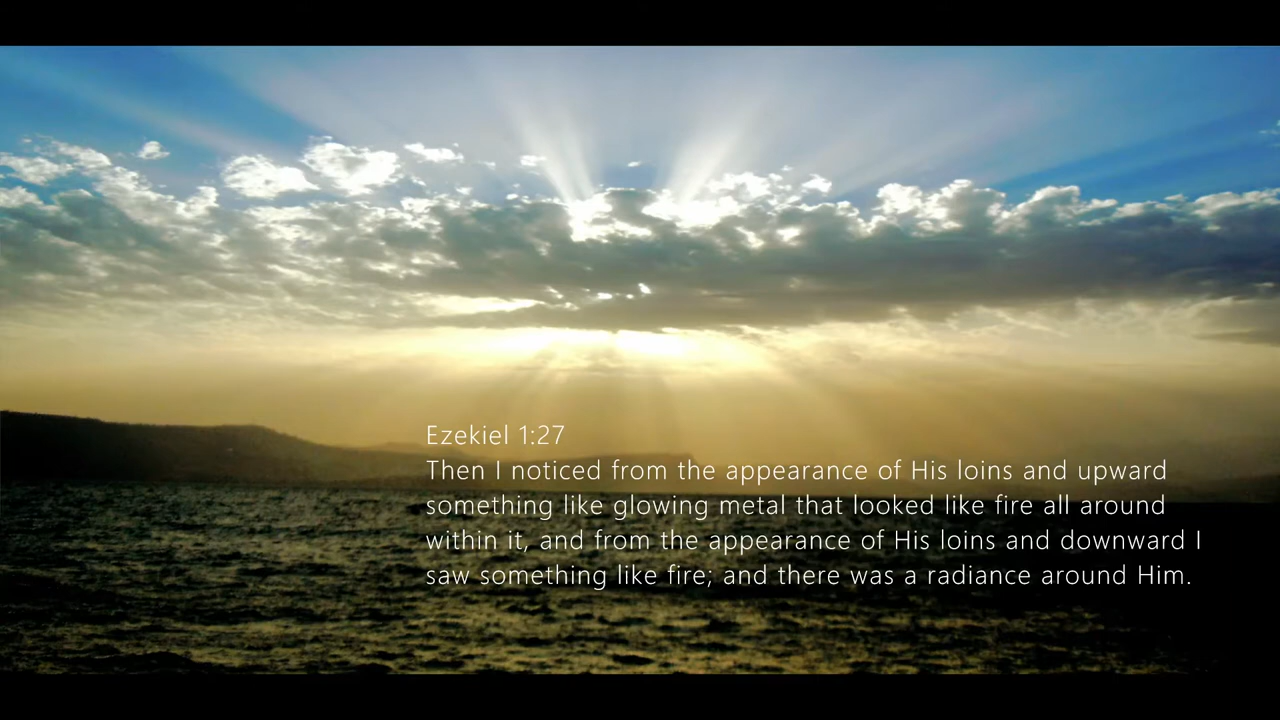 Ezekiel 1:27
Then I noticed from the appearance of His loins and upward
something like glowing metal that looked like fire all around
within it, and from the appearance of His loins and downward I
saw something like fire; and there was a radiance around Him.